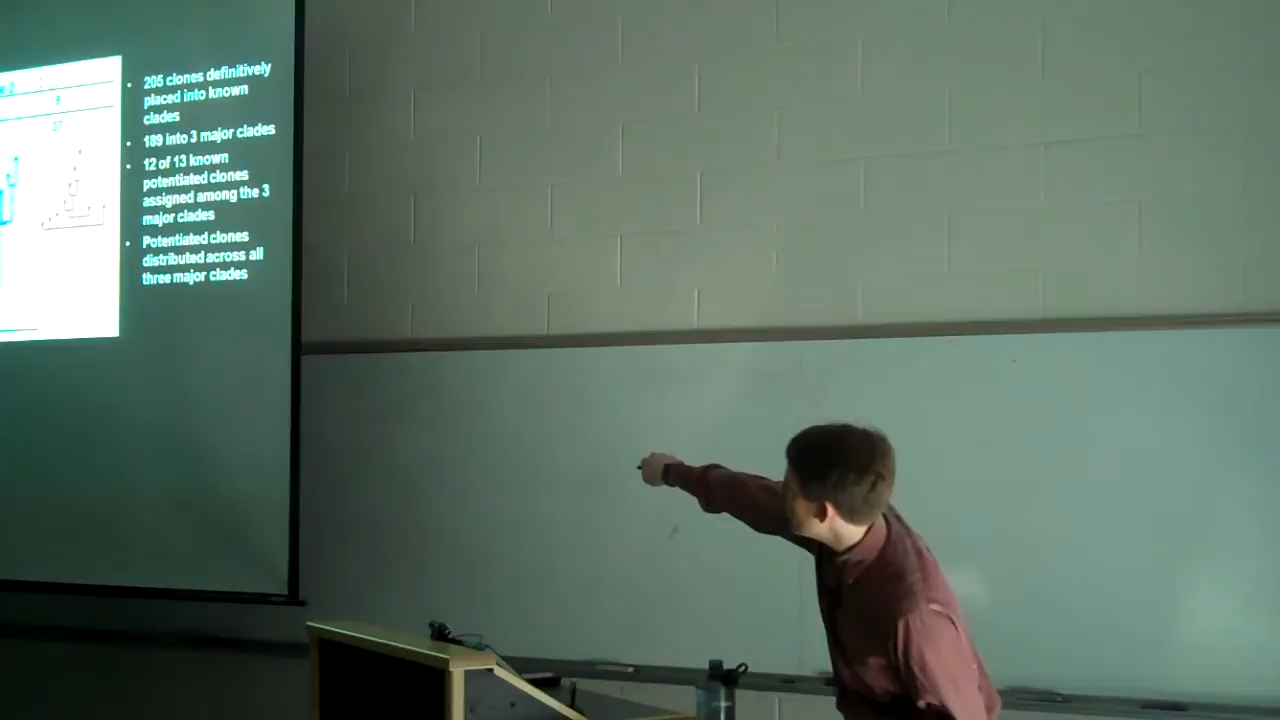 205 clones definitively
placed into known
clades
189 into 3 major clades
12 of 13 known
potentiated clones
assigned among the 3
major clades
Potentiated clones
distributed across all
three major clades